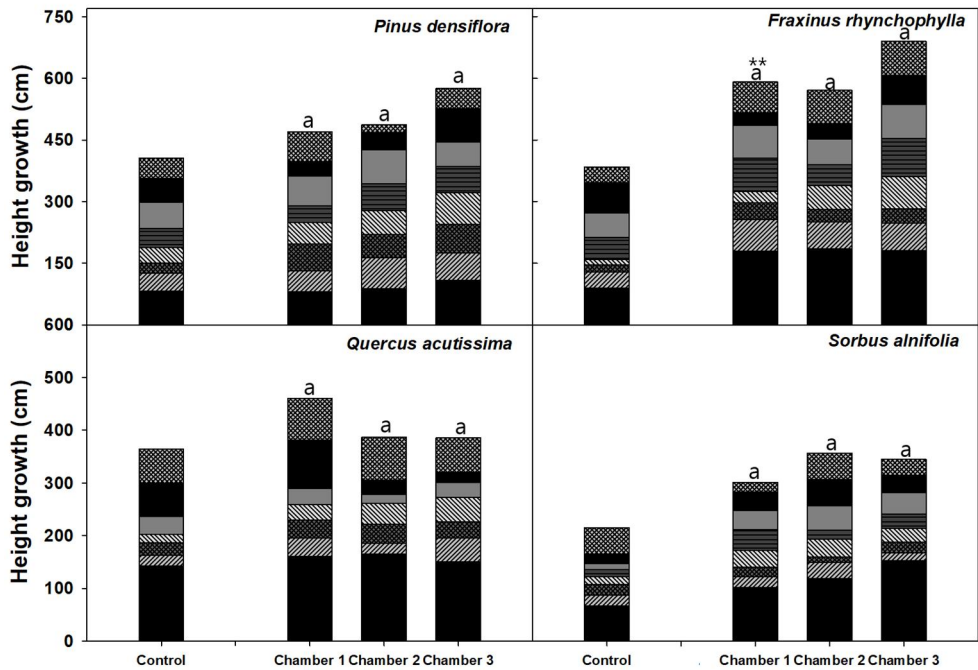 750
600
450
300
150
600
500
400
300
200
100
0
Height growth (cm)
Height growth (cm)
Pinus densiflora
a
a
a
Fraxinus rhynchophylla
**
a
a
a
Quercus acutissima
a
a
a
Sorbus alnifolia
a
a
a
Control
Chamber 1
Chamber 2
Chamber 3
Control
Chamber 1
Chamber 2
Chamber 3